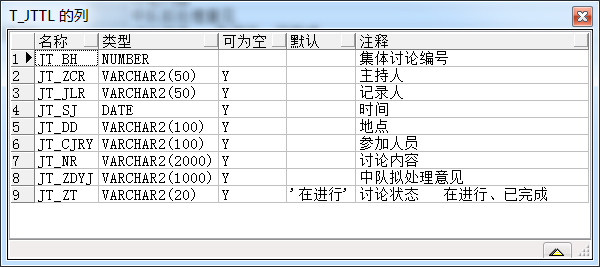 T_JTTL 的列
名称 类型 可为空 默认 注释
1 JT_BH NUMBER 集体讨论编号
2 JT_ZCR VARCHAR2(50) Y 主持人
3 JT_JLR VARCHAR2(50) Y 记录人
4 JT_SJ DATE Y 时间
5 JT_DD VARCHAR2(100) Y 地点
6 JT_CJRY VARCHAR2(100) Y 参加人员
7 JT_NR VARCHAR2(2000) Y 讨论内容
8 JT_ZDYJ VARCHAR2(1000) Y 中队拟处理意见
9 JT_ZT VARCHAR2(20) Y '在进行' 讨论状态 在进行、已完成